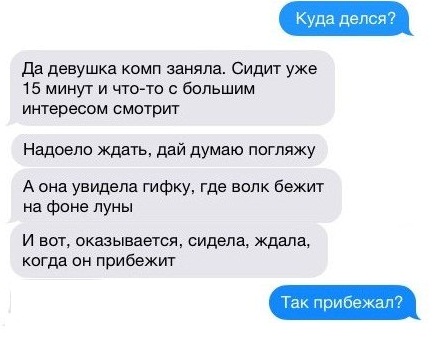 Куда делся?
Да девушка комп заняла. Сидит уже
15 минут и что-то с большим
интересом смотрит
Надоело ждать, дай думаю погляжу
А она увидела гифку, где волк бежит
на фоне луны
И вот, оказывается, сидела, ждала,
когда он прибежит
Так прибежал?